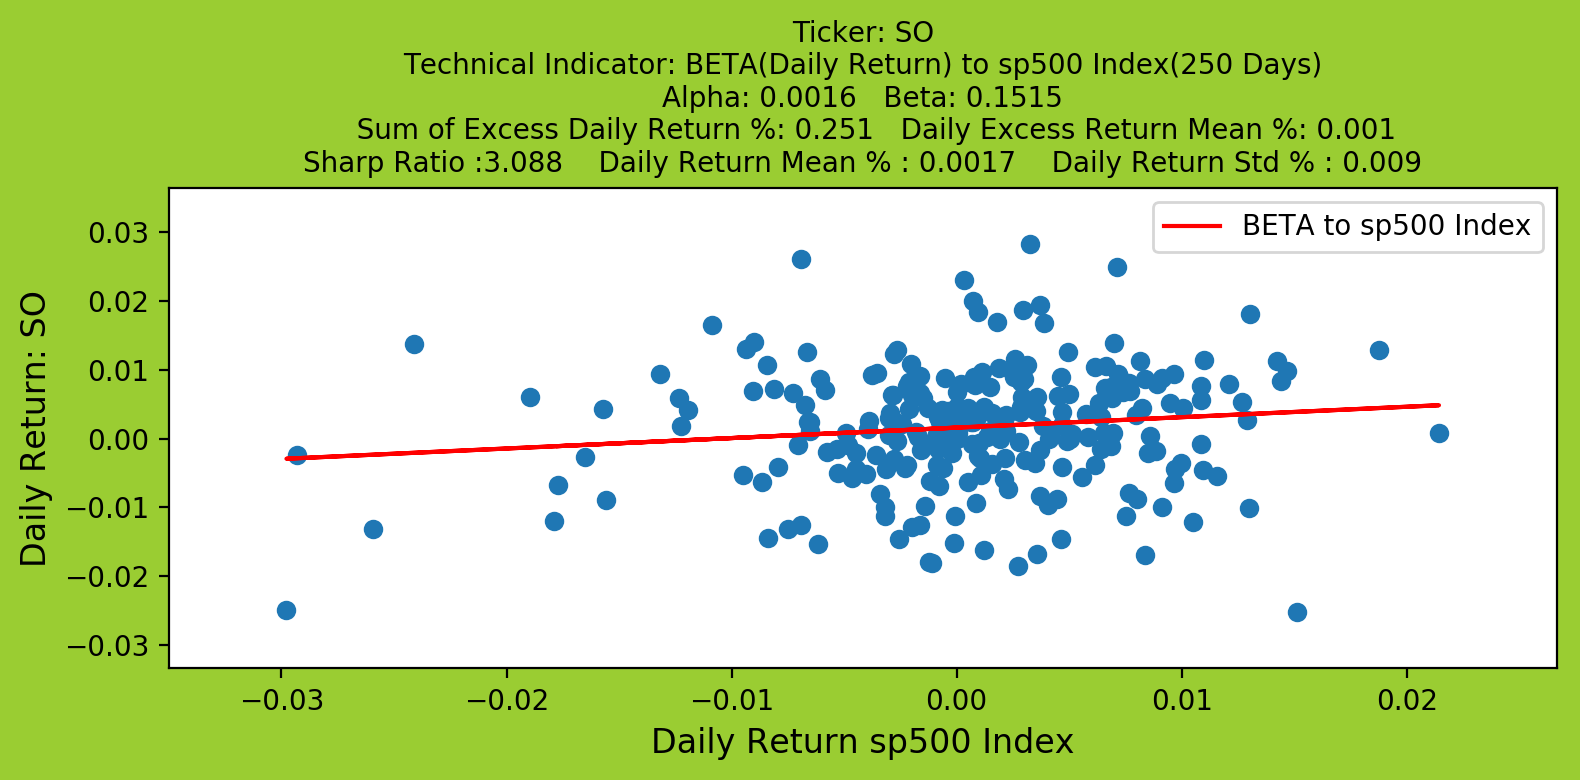 Ticker: SO
Technical Indicator: BETA(Daily Return) to sp500 Index(250 Days)
Alpha: 0.0016   Beta: 0.1515
Sum of Excess Daily Return %: 0.251   Daily Excess Return Mean %: 0.001
Sharp Ratio :3.088    Daily Return Mean % : 0.0017    Daily Return Std % : 0.009
BETA to sp500 Index
Daily Return: SO
0.03
0.02
0.01
0.00
−0.01
−0.02
−0.03
−0.03 −0.02 −0.01 0.00 0.01 0.02
Daily Return sp500 Index